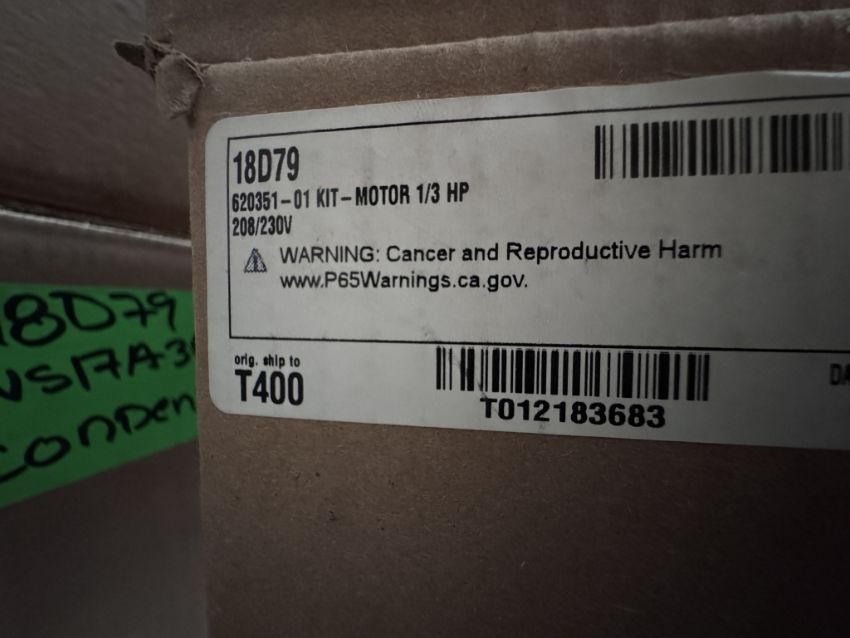 18D79
620351-01 KIT-MOTOR 1/3 HP
208/230V
WARNING: Cancer and Reproductive Harm
www.P65Warnings.ca.gov.
orig. ship to
T400
T012183683
18D79